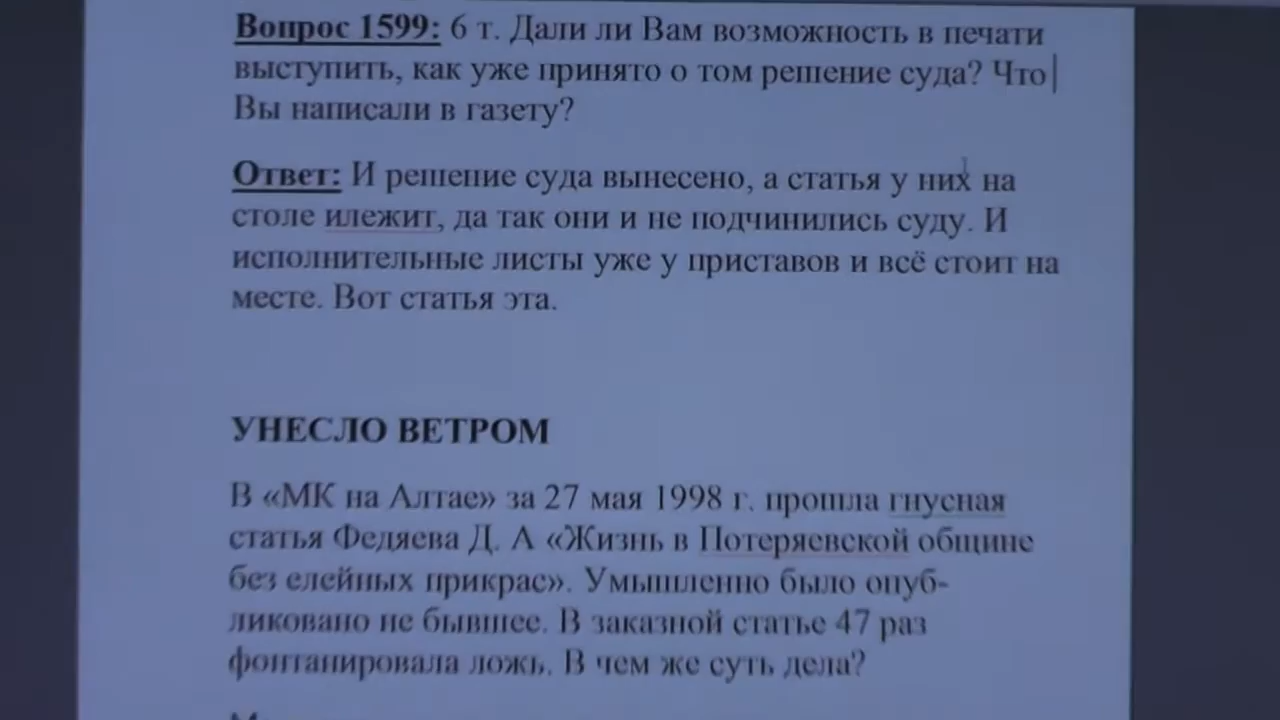 Вопрос 1599: 6 т. Дали ли Вам возможность в печати
выступить, как уже принято о том решение суда? Что
Вы написали в газету?
Ответ: И решение суда вынесено, а статья у них на
столе илежит, да так они и не подчинились суду. И
исполнительные листы уже у приставов и всё стоит на
месте. Вот статья эта.
УНЕСЛО ВЕТРОМ
В «МК на Алтае» за 27 мая 1998 г. прошла гнусная
статья Федяева Д. А «Жизнь в Потеряевской общине
без елейных прикрас». Умышленно было опуб-
ликовано не бывшее. В заказной статье 47 раз
фонтанировала ложь. В чем же суть дела?